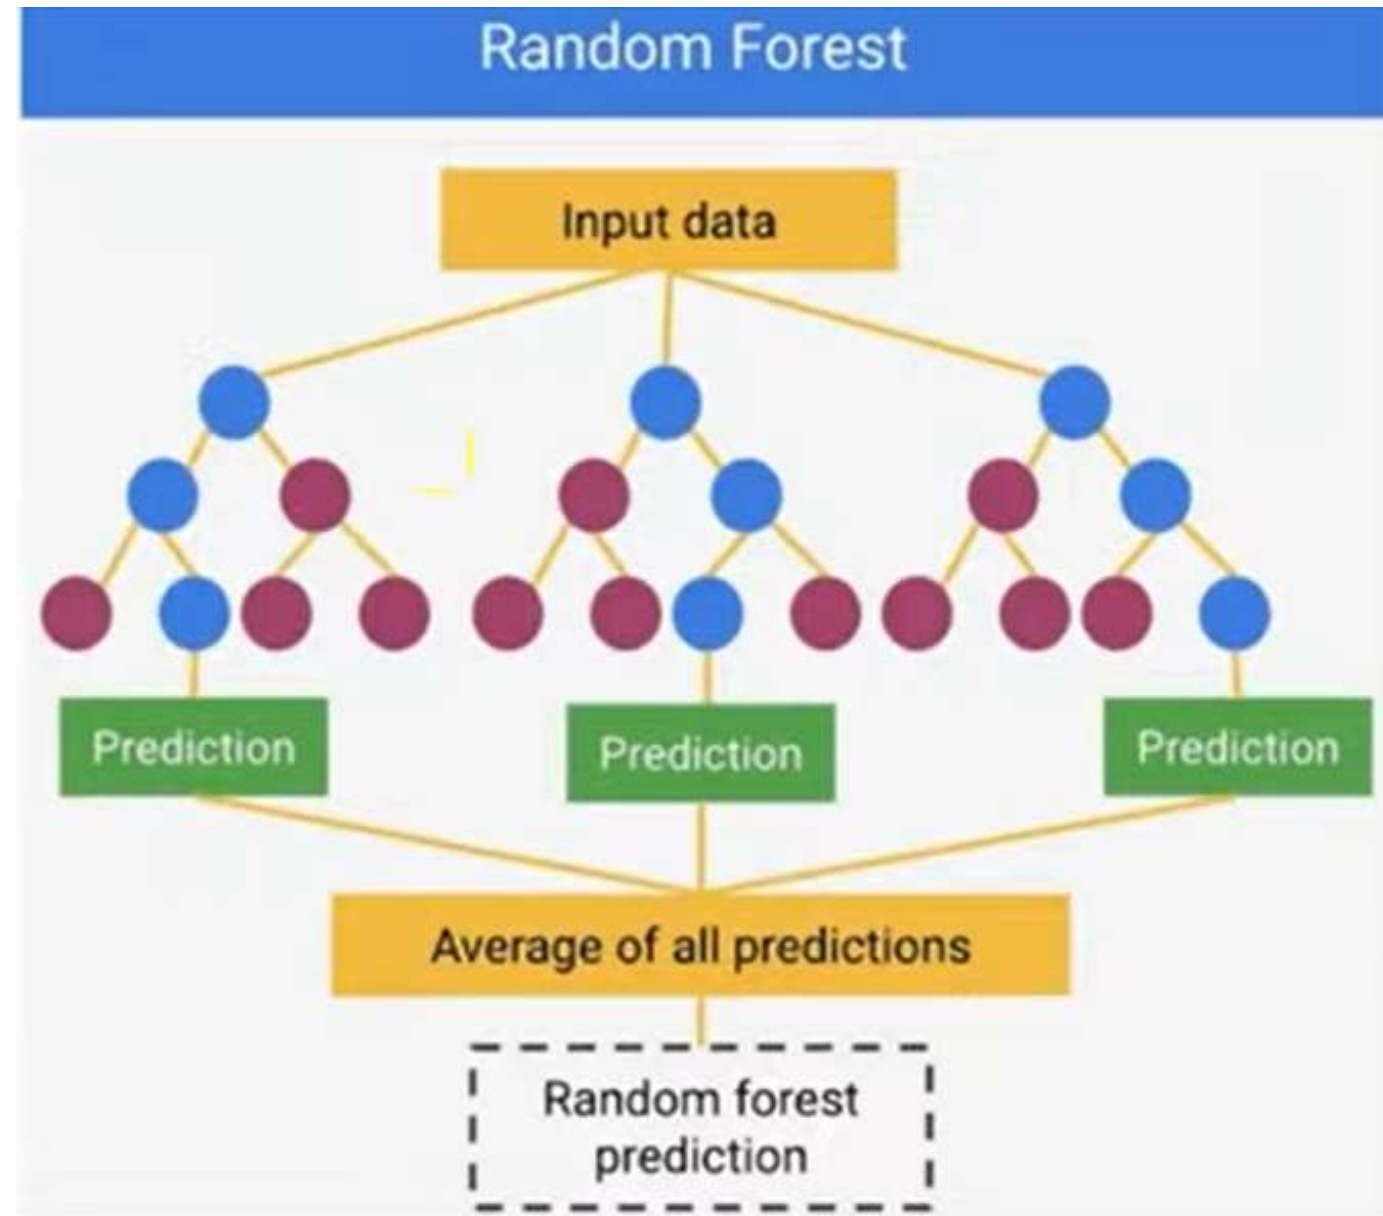 Random Forest
Input data
Prediction
Prediction
Prediction
Average of all predictions
Random forest
prediction